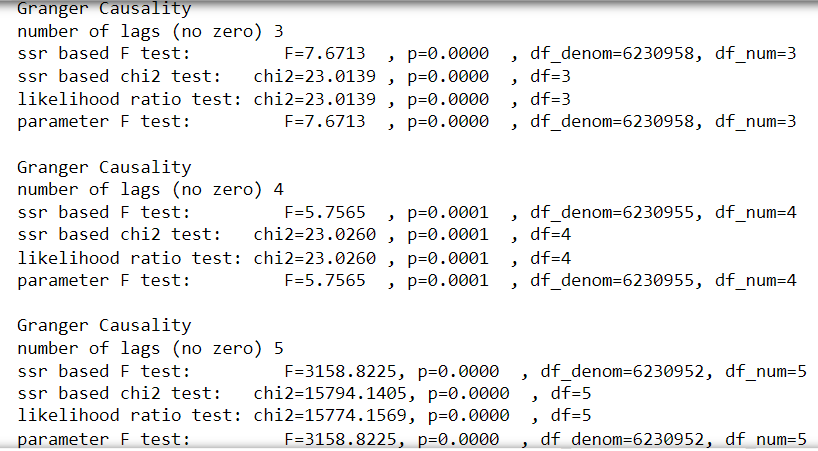 Granger Causality
number of lags (no zero) 3
ssr based F test:         F=7.6713  , p=0.0000  , df_denom=6230958, df_num=3
ssr based chi2 test:   chi2=23.0139 , p=0.0000  , df=3
likelihood ratio test: chi2=23.0139 , p=0.0000  , df=3
parameter F test:         F=7.6713  , p=0.0000  , df_denom=6230958, df_num=3

Granger Causality
number of lags (no zero) 4
ssr based F test:         F=5.7565  , p=0.0001  , df_denom=6230955, df_num=4
ssr based chi2 test:   chi2=23.0260 , p=0.0001  , df=4
likelihood ratio test: chi2=23.0260 , p=0.0001  , df=4
parameter F test:         F=5.7565  , p=0.0001  , df_denom=6230955, df_num=4

Granger Causality
number of lags (no zero) 5
ssr based F test:         F=3158.8225, p=0.0000  , df_denom=6230952, df_num=5
ssr based chi2 test:   chi2=15794.1405, p=0.0000  , df=5
likelihood ratio test: chi2=15774.1569, p=0.0000  , df=5
parameter F test:         F=3158.8225, p=0.0000  , df_denom=6230952, df_num=5